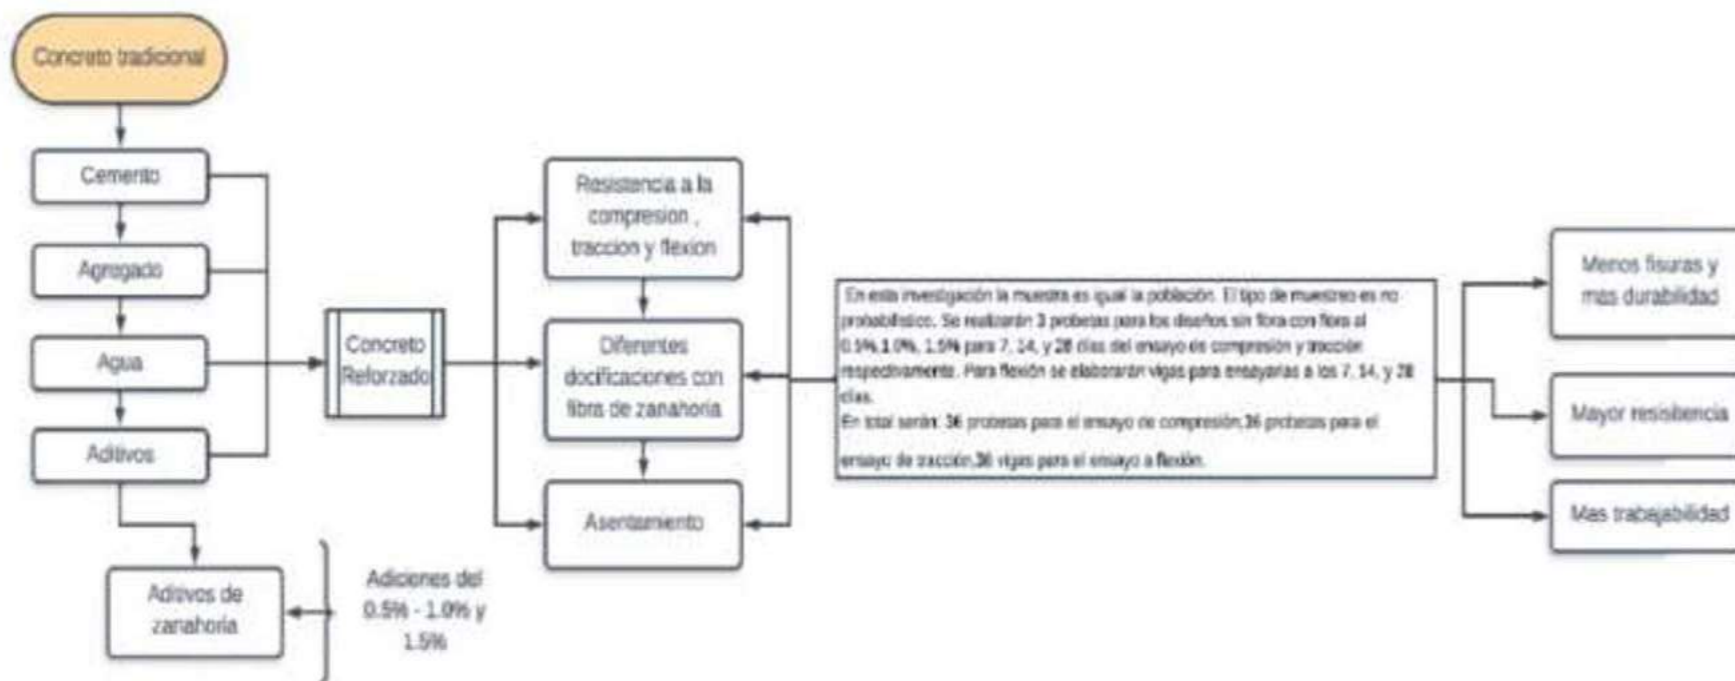 Concreto tradicional
Cemento
Agregado
Agua
Aditivos
Aditivos de
zanahoria
Adiciones del
0.5% - 1.0% y
1.5%
Concreto
Reforzado
Resistencia a la
compresion ,
traccion y flexion
Diferentes
docificaciones con
fibra de zanahoria
Asentamiento
En esta investigación la muestra es igual la población. El tipo de muestreo es no
probabilístico. Se realizarán 3 probetas para los diseños sin fibra con fibra al
0.5%,1.0%, 1.5% para 7, 14, y 28 días del ensayo de compresión y tracción
respectivamente. Para flexión se elaborarán vigas para ensayarlas a los 7, 14, y 28
días.
En total serán: 36 probetas para el ensayo de compresión,36 probetas para el
ensayo de tracción,36 vigas para el ensayo a flexión.
Menos fisuras y
mas durabilidad
Mayor resisitencia
Mas trabajabilidad